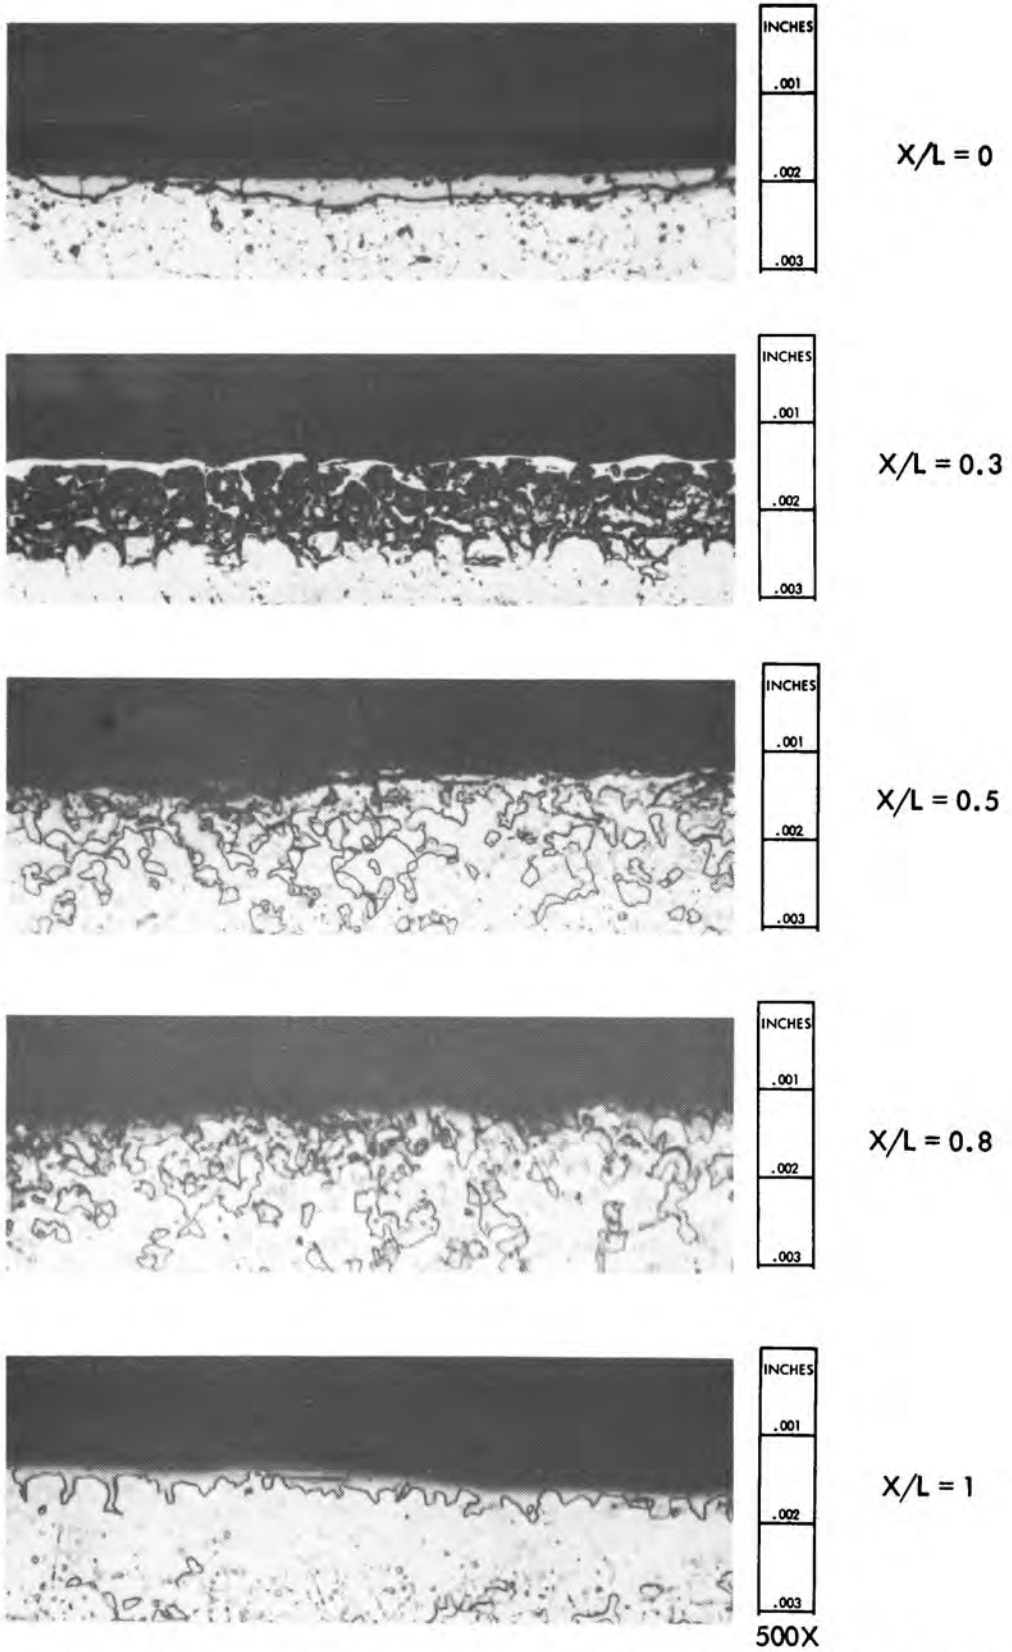 INCHES
.001
.002
.003
X/L = 0
INCHES
.001
.002
.003
X/L = 0.3
INCHES
.001
.002
.003
X/L = 0.5
INCHES
.001
.002
.003
X/L = 0.8
INCHES
.001
.002
.003
X/L = 1
500X